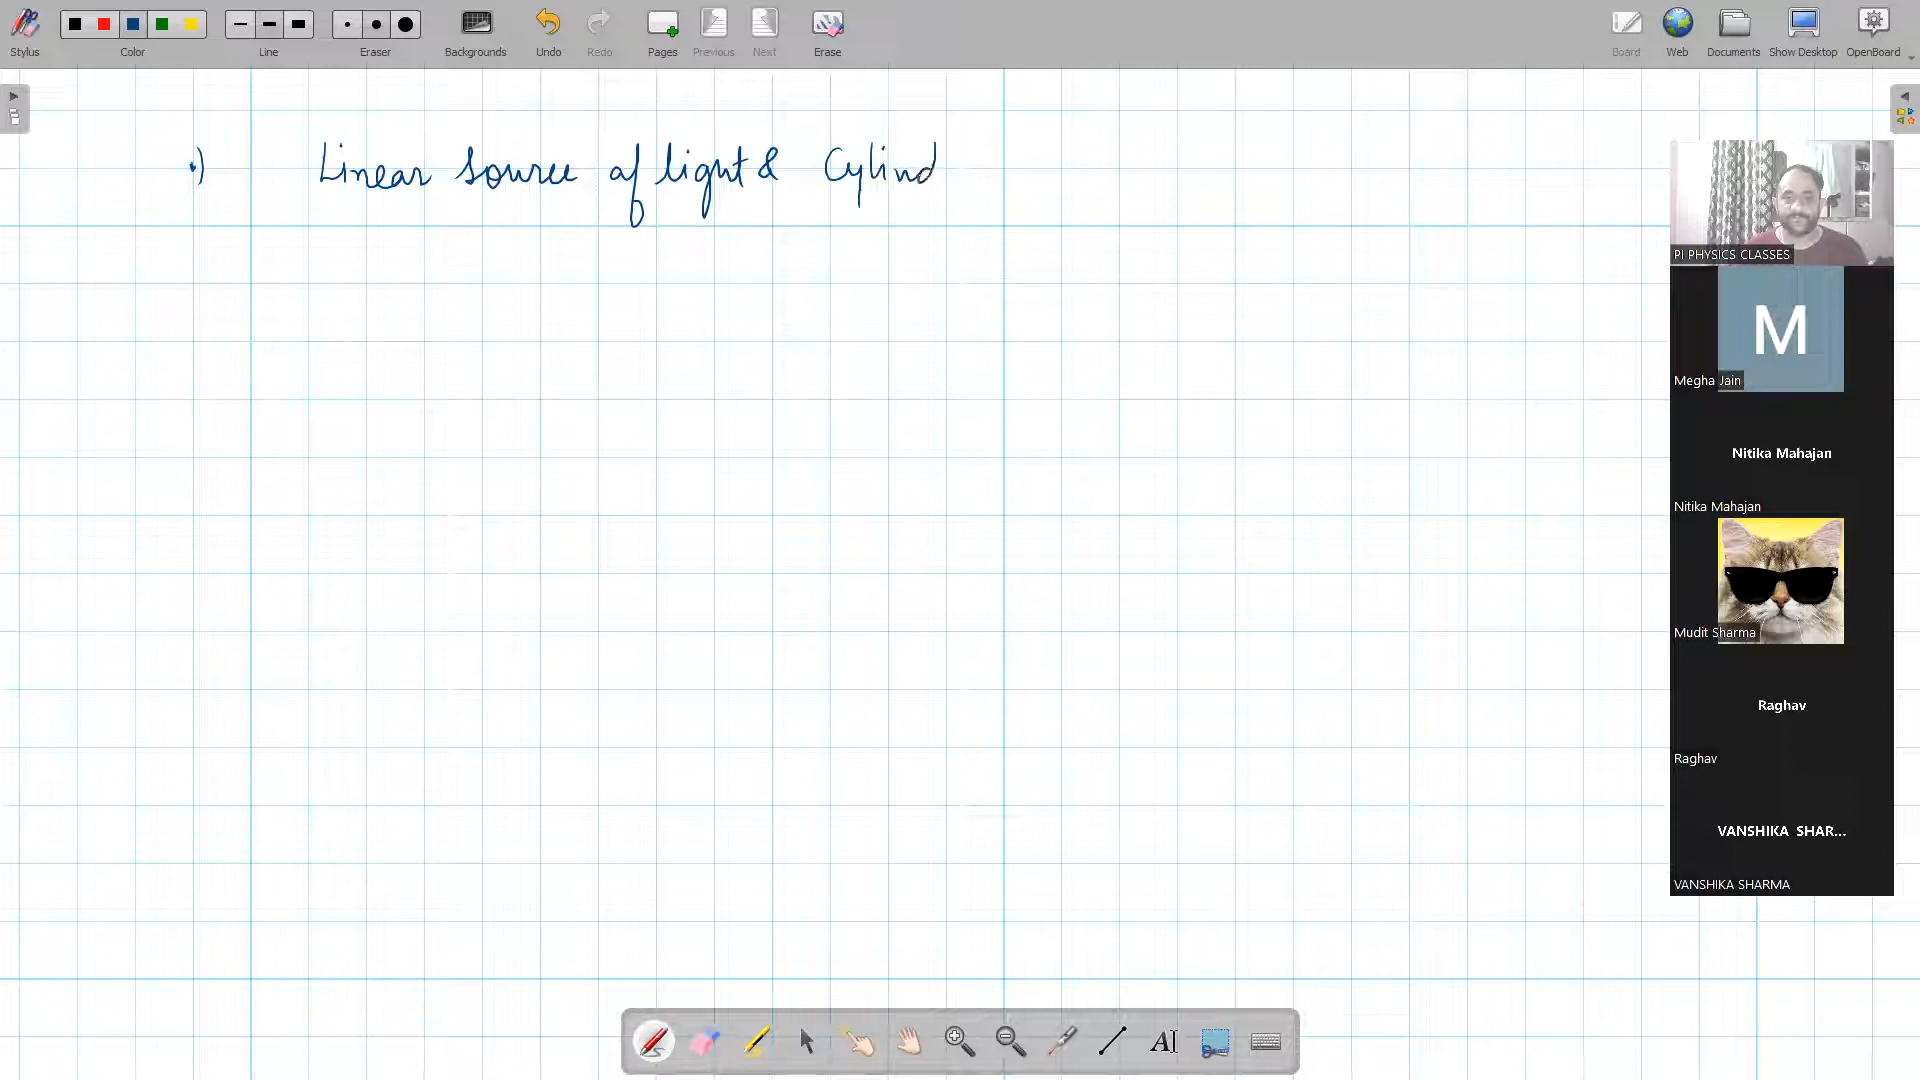 Stylus
Color
Line
Eraser
Backgrounds
Undo
Redo
Pages
Previous
Next
Erase
Board
Web
Documents
Show Desktop
OpenBoard
Linear source of light & Cylind
PI PHYSICS CLASSES
M
Megha Jain
Nitika Mahajan
Nitika Mahajan
Mudit Sharma
Raghav
Raghav
VANSHIKA SHAR...
VANSHIKA SHARMA
A